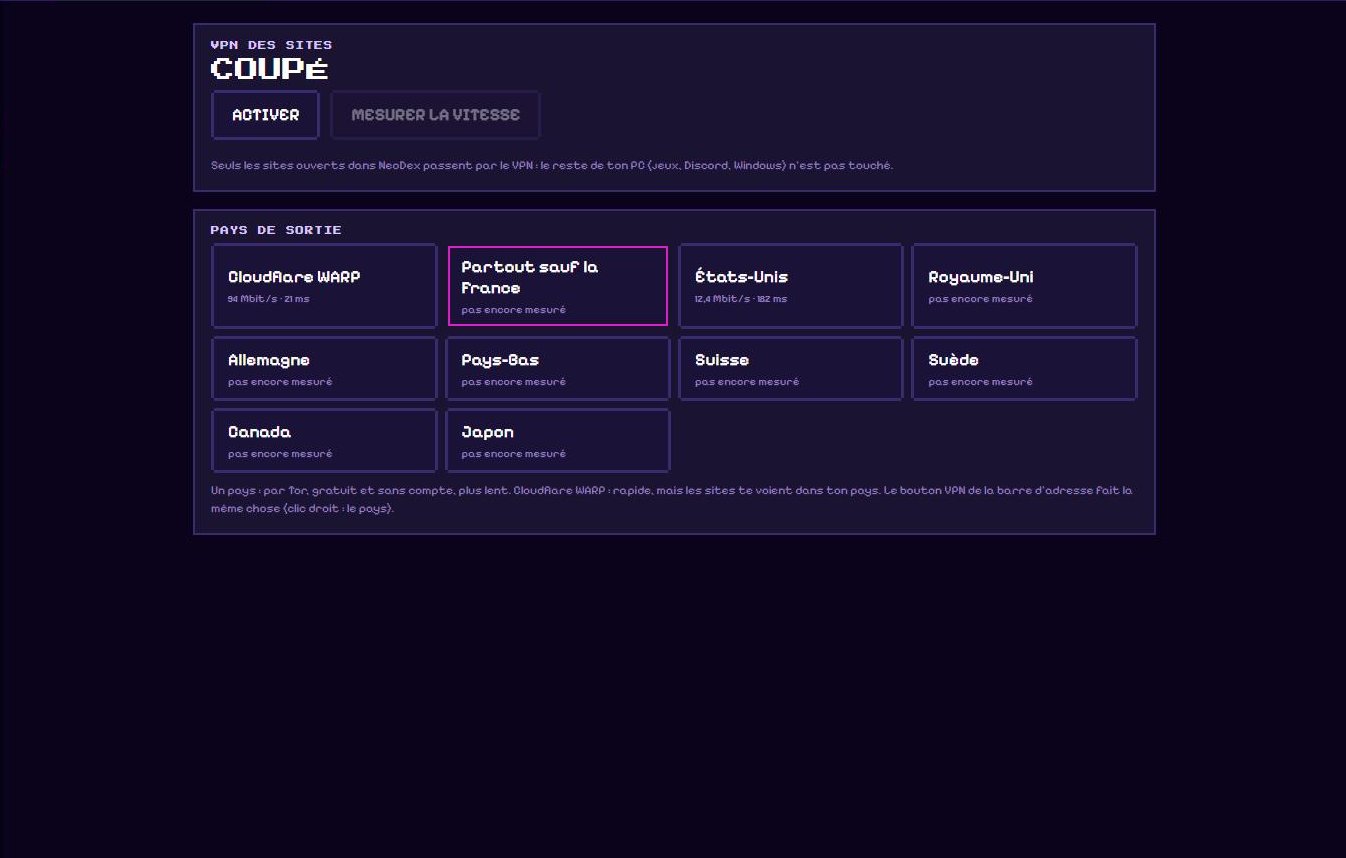 VPN DES SITES
COUPÉ
ACTIVER
MESURER LA VITESSE
Seuls les sites ouverts dans NeoDex passent par le VPN : le reste de ton PC (jeux, Discord, Windows) n'est pas touché.
PAYS DE SORTIE
Cloudflare WARP
94 Mbit/s · 21 ms
Partout sauf la
France
pas encore mesuré
États-Unis
12,4 Mbit/s · 182 ms
Royaume-Uni
pas encore mesuré
Allemagne
pas encore mesuré
Pays-Bas
pas encore mesuré
Suisse
pas encore mesuré
Suède
pas encore mesuré
Canada
pas encore mesuré
Japon
pas encore mesuré
Un pays : par Tor, gratuit et sans compte, plus lent. Cloudflare WARP : rapide, mais les sites te voient dans ton pays. Le bouton VPN de la barre d'adresse fait la
même chose (clic droit : le pays).